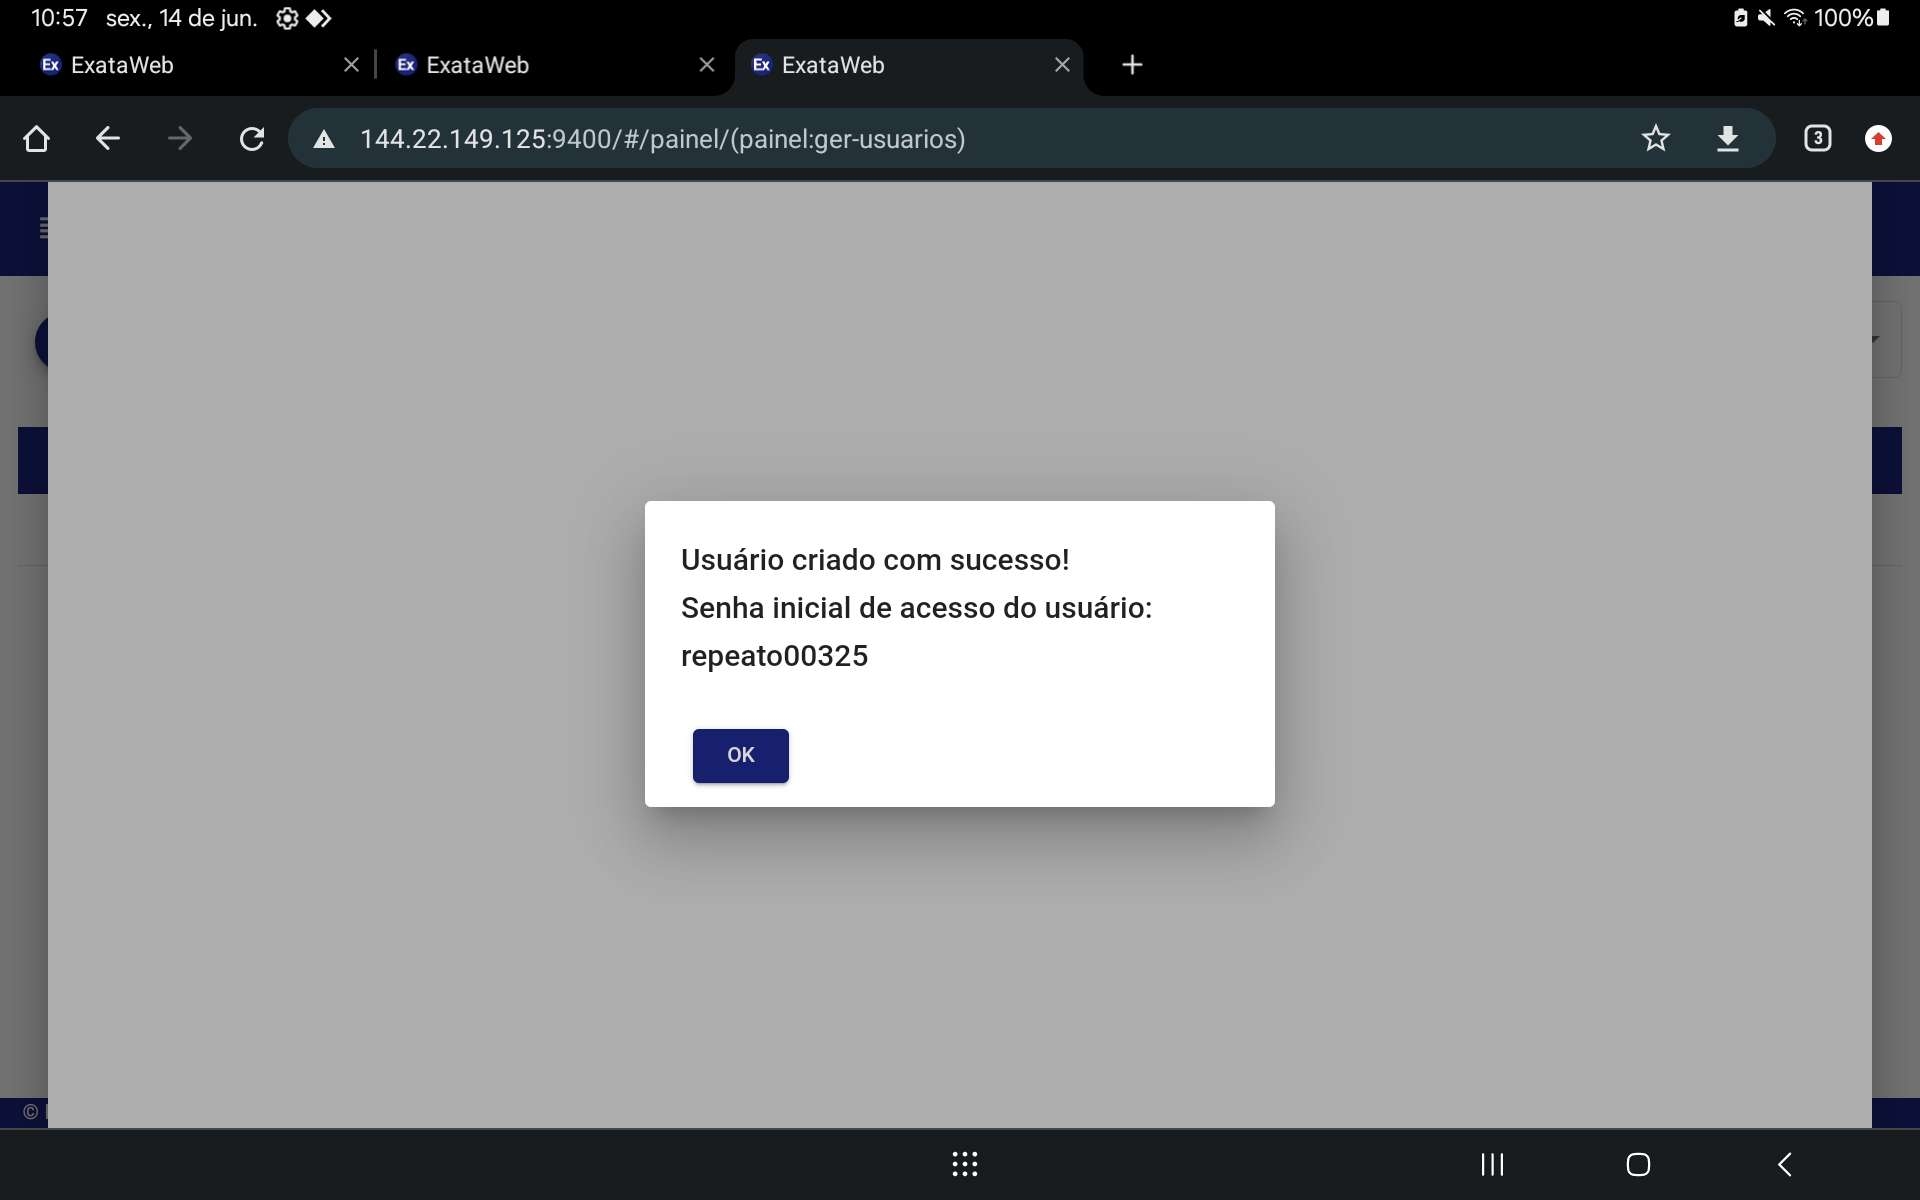 10:57 sex., 14 de jun. 100%
Ex ExataWeb Ex ExataWeb Ex ExataWeb
144.22.149.125:9400/#/painel/(painel:ger-usuarios) 3
Usuário criado com sucesso!
Senha inicial de acesso do usuário:
repeato00325
OK
©